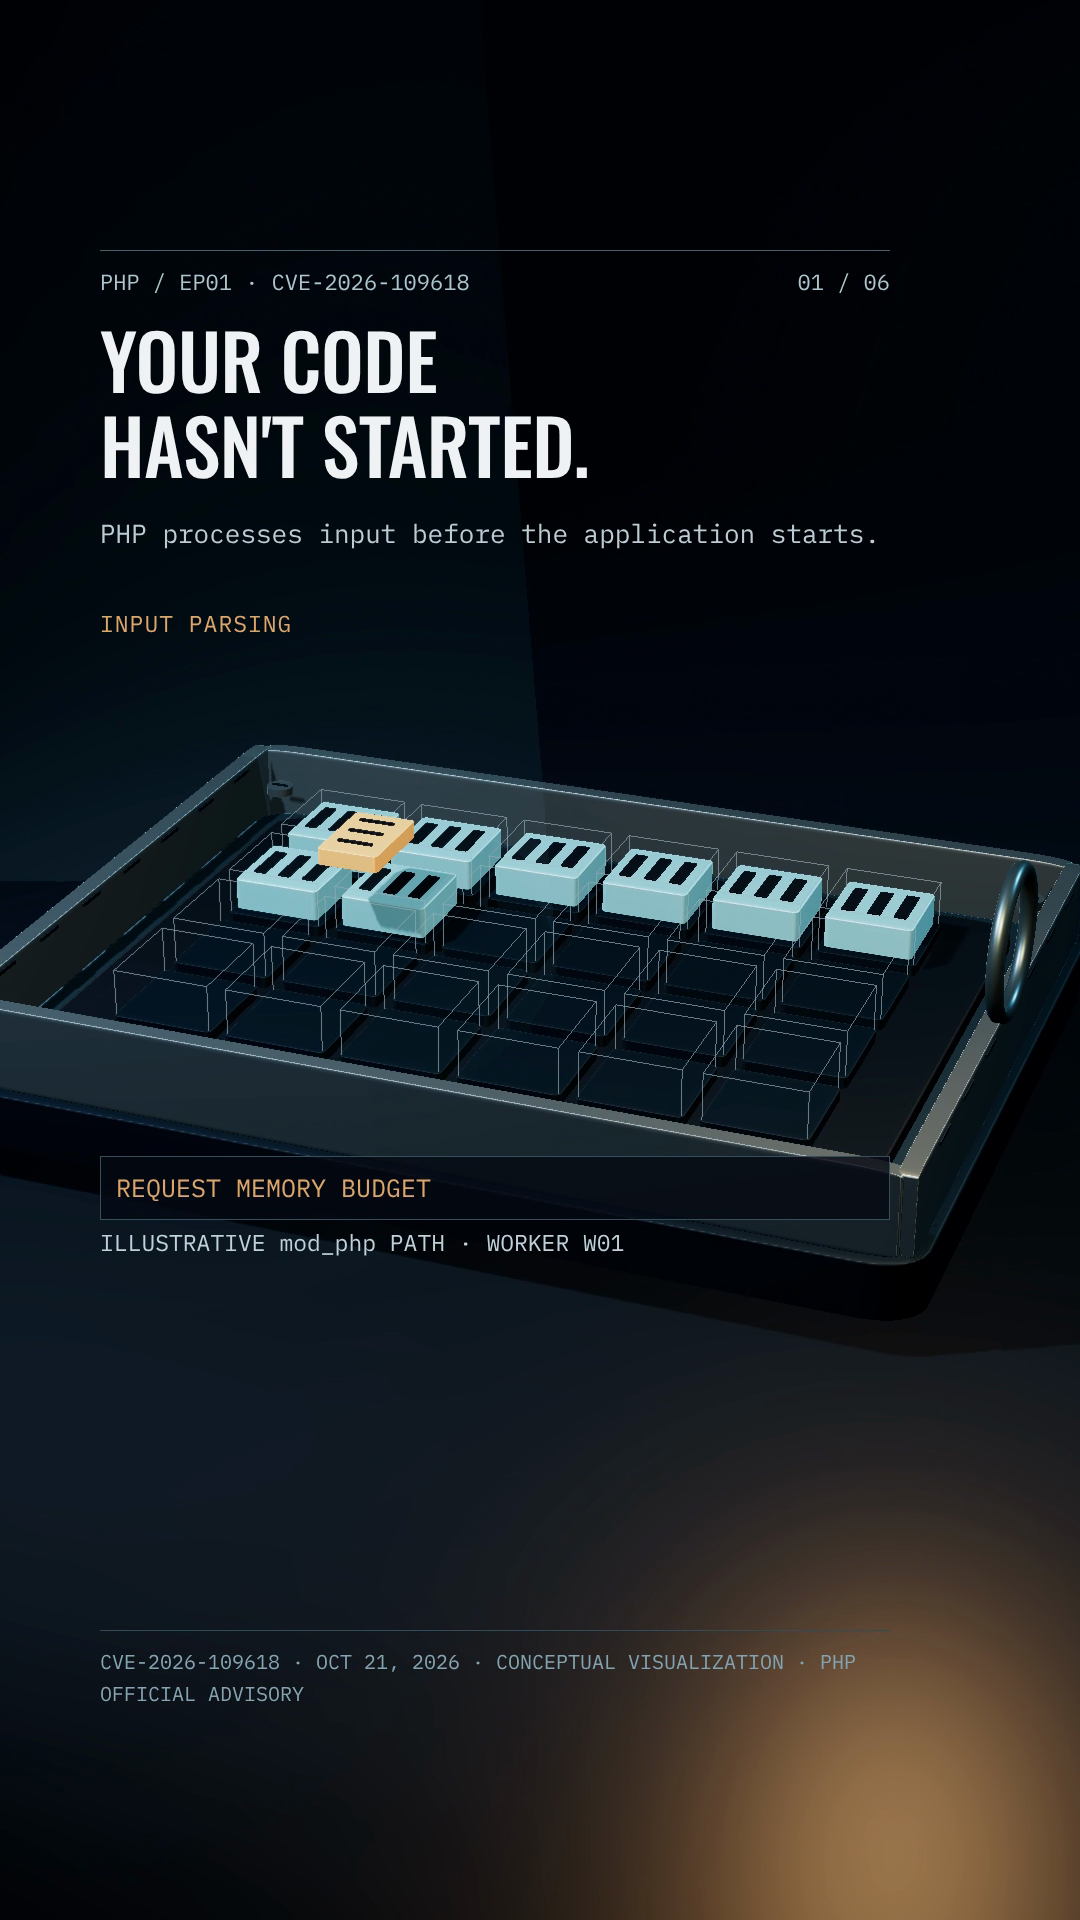 PHP / EP01 · CVE-2026-109618
01 / 06
YOUR CODE
HASN'T STARTED.
PHP processes input before the application starts.
INPUT PARSING
REQUEST MEMORY BUDGET
ILLUSTRATIVE mod_php PATH · WORKER W01
CVE-2026-109618 · OCT 21, 2026 · CONCEPTUAL VISUALIZATION · PHP
OFFICIAL ADVISORY